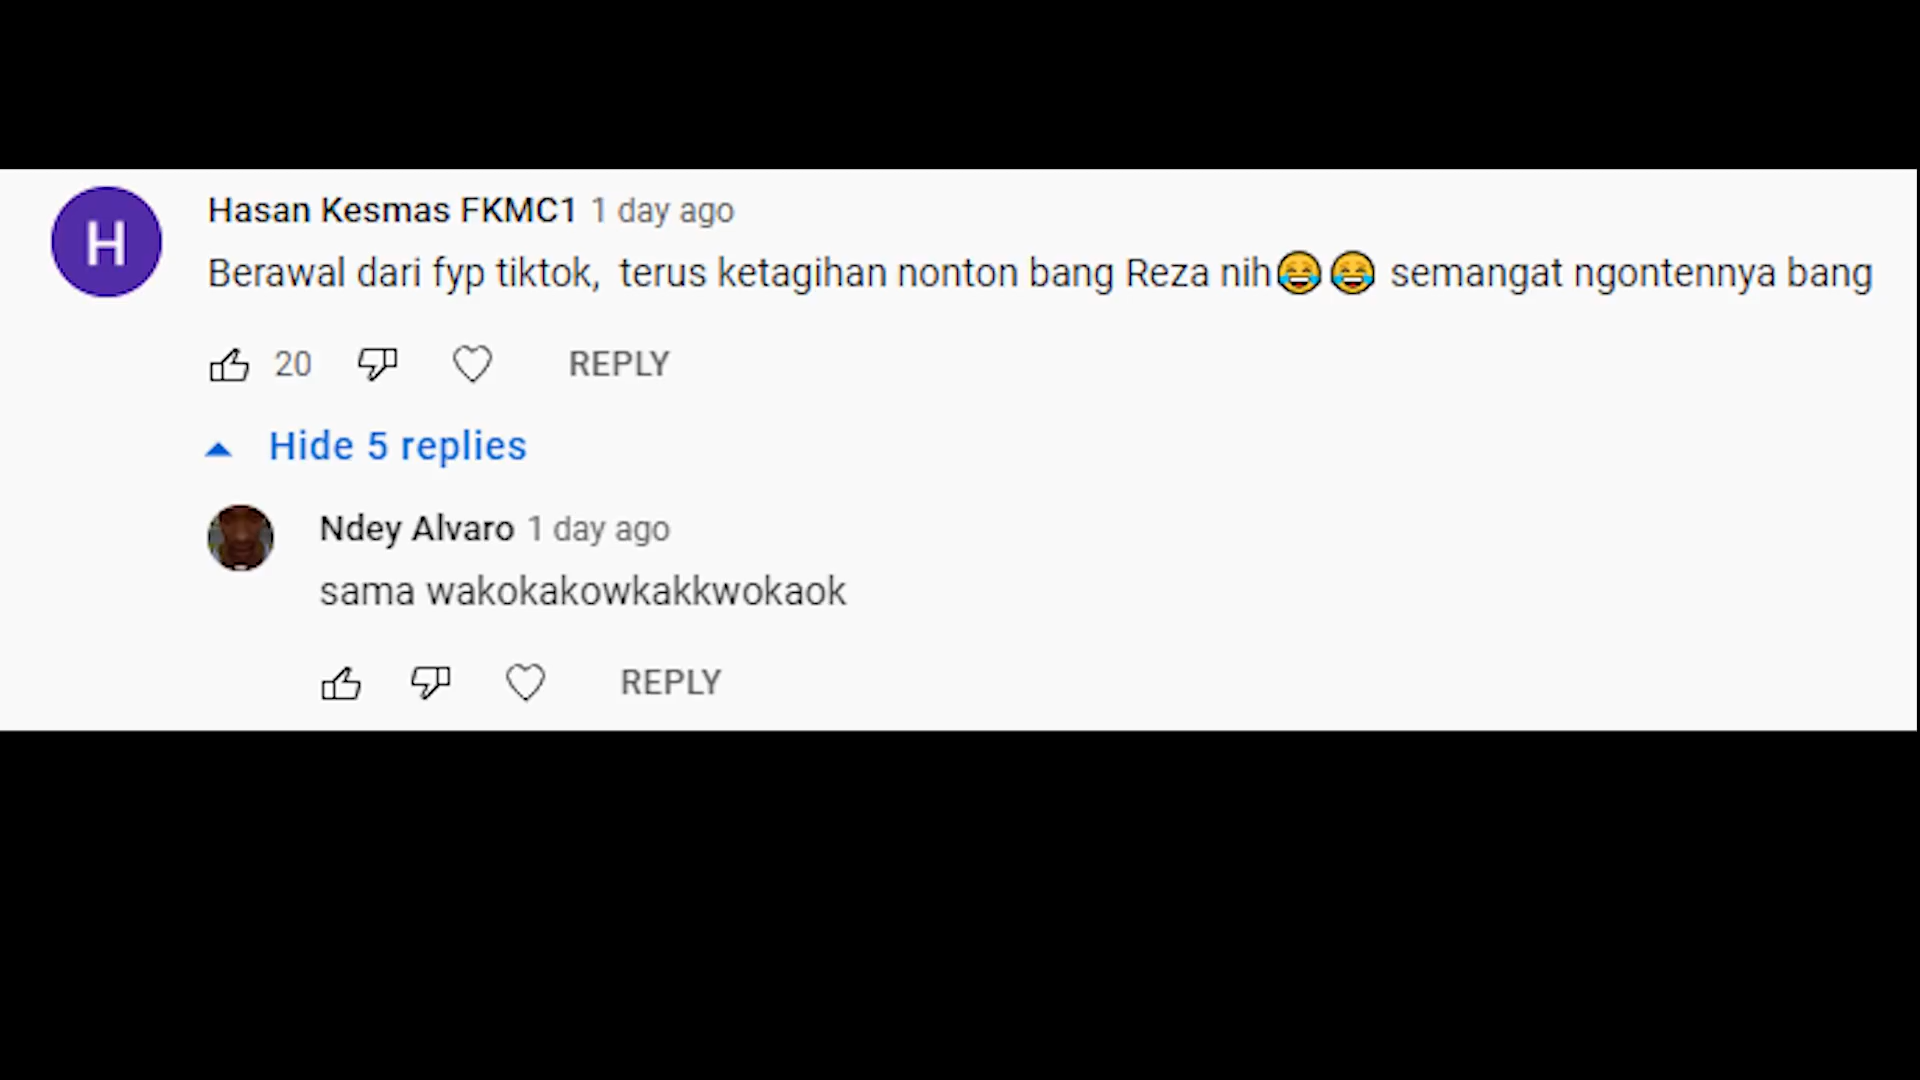 H
Hasan Kesmas FKMC1 1 day ago
Berawal dari fyp tiktok, terus ketagihan nonton bang Reza nih😂😂 semangat ngontennya bang
20 REPLY
Hide 5 replies
Ndey Alvaro 1 day ago
sama wakokakowkakkwokaok
REPLY